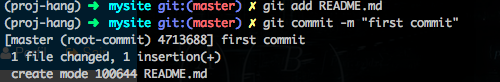 (proj-hang) ➜ mysite git:(master) ✗ git add README.md
(proj-hang) ➜ mysite git:(master) ✗ git commit -m "first commit"
[master (root-commit) 4713688] first commit
1 file changed, 1 insertion(+)
create mode 100644 README.md